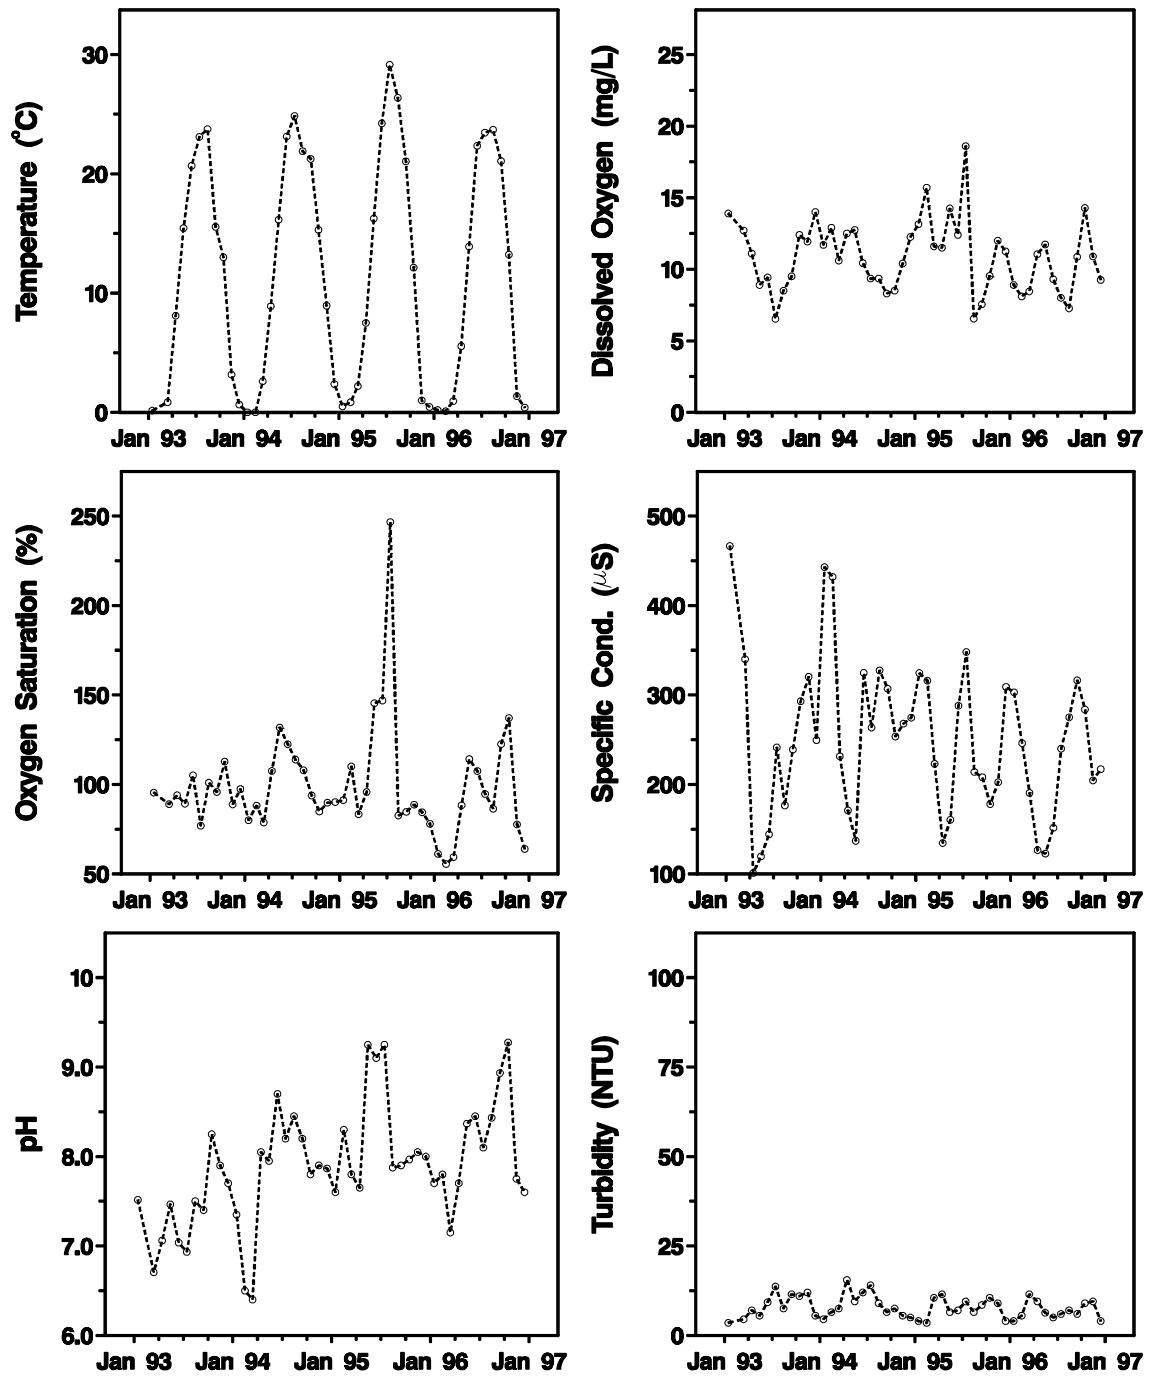 Temperature (°C)
30
20
10
0
Jan 93 Jan 94 Jan 95 Jan 96 Jan 97
Dissolved Oxygen (mg/L)
25
20
15
10
5
0
Jan 93 Jan 94 Jan 95 Jan 96 Jan 97
Oxygen Saturation (%)
250
200
150
100
50
Jan 93 Jan 94 Jan 95 Jan 96 Jan 97
Specific Cond. (μS)
500
400
300
200
100
Jan 93 Jan 94 Jan 95 Jan 96 Jan 97
pH
10
9.0
8.0
7.0
6.0
Jan 93 Jan 94 Jan 95 Jan 96 Jan 97
Turbidity (NTU)
100
75
50
25
0
Jan 93 Jan 94 Jan 95 Jan 96 Jan 97